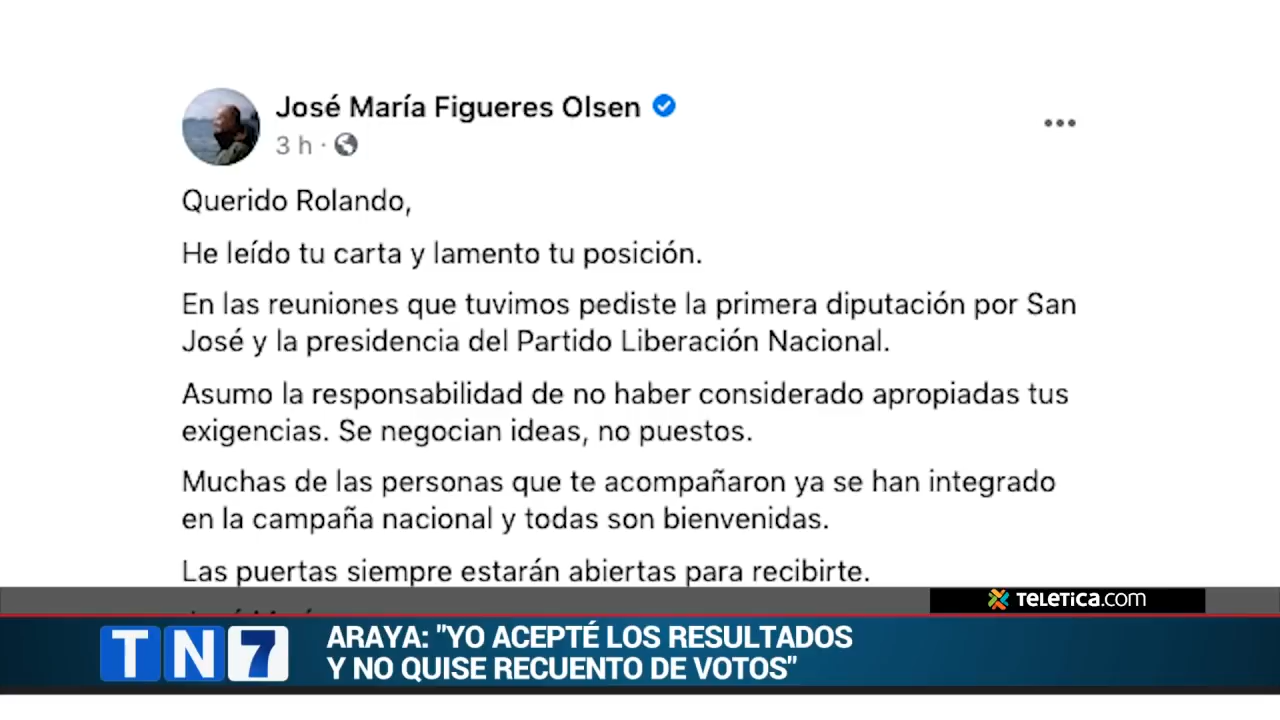 José María Figueres Olsen
3 h ·
Querido Rolando,
He leído tu carta y lamento tu posición.
En las reuniones que tuvimos pediste la primera diputación por San
José y la presidencia del Partido Liberación Nacional.
Asumo la responsabilidad de no haber considerado apropiadas tus
exigencias. Se negocian ideas, no puestos.
Muchas de las personas que te acompañaron ya se han integrado
en la campaña nacional y todas son bienvenidas.
Las puertas siempre estarán abiertas para recibirte.
TELETICA.COM
TN7
ARAYA: "YO ACEPTÉ LOS RESULTADOS
Y NO QUISE RECUENTO DE VOTOS"